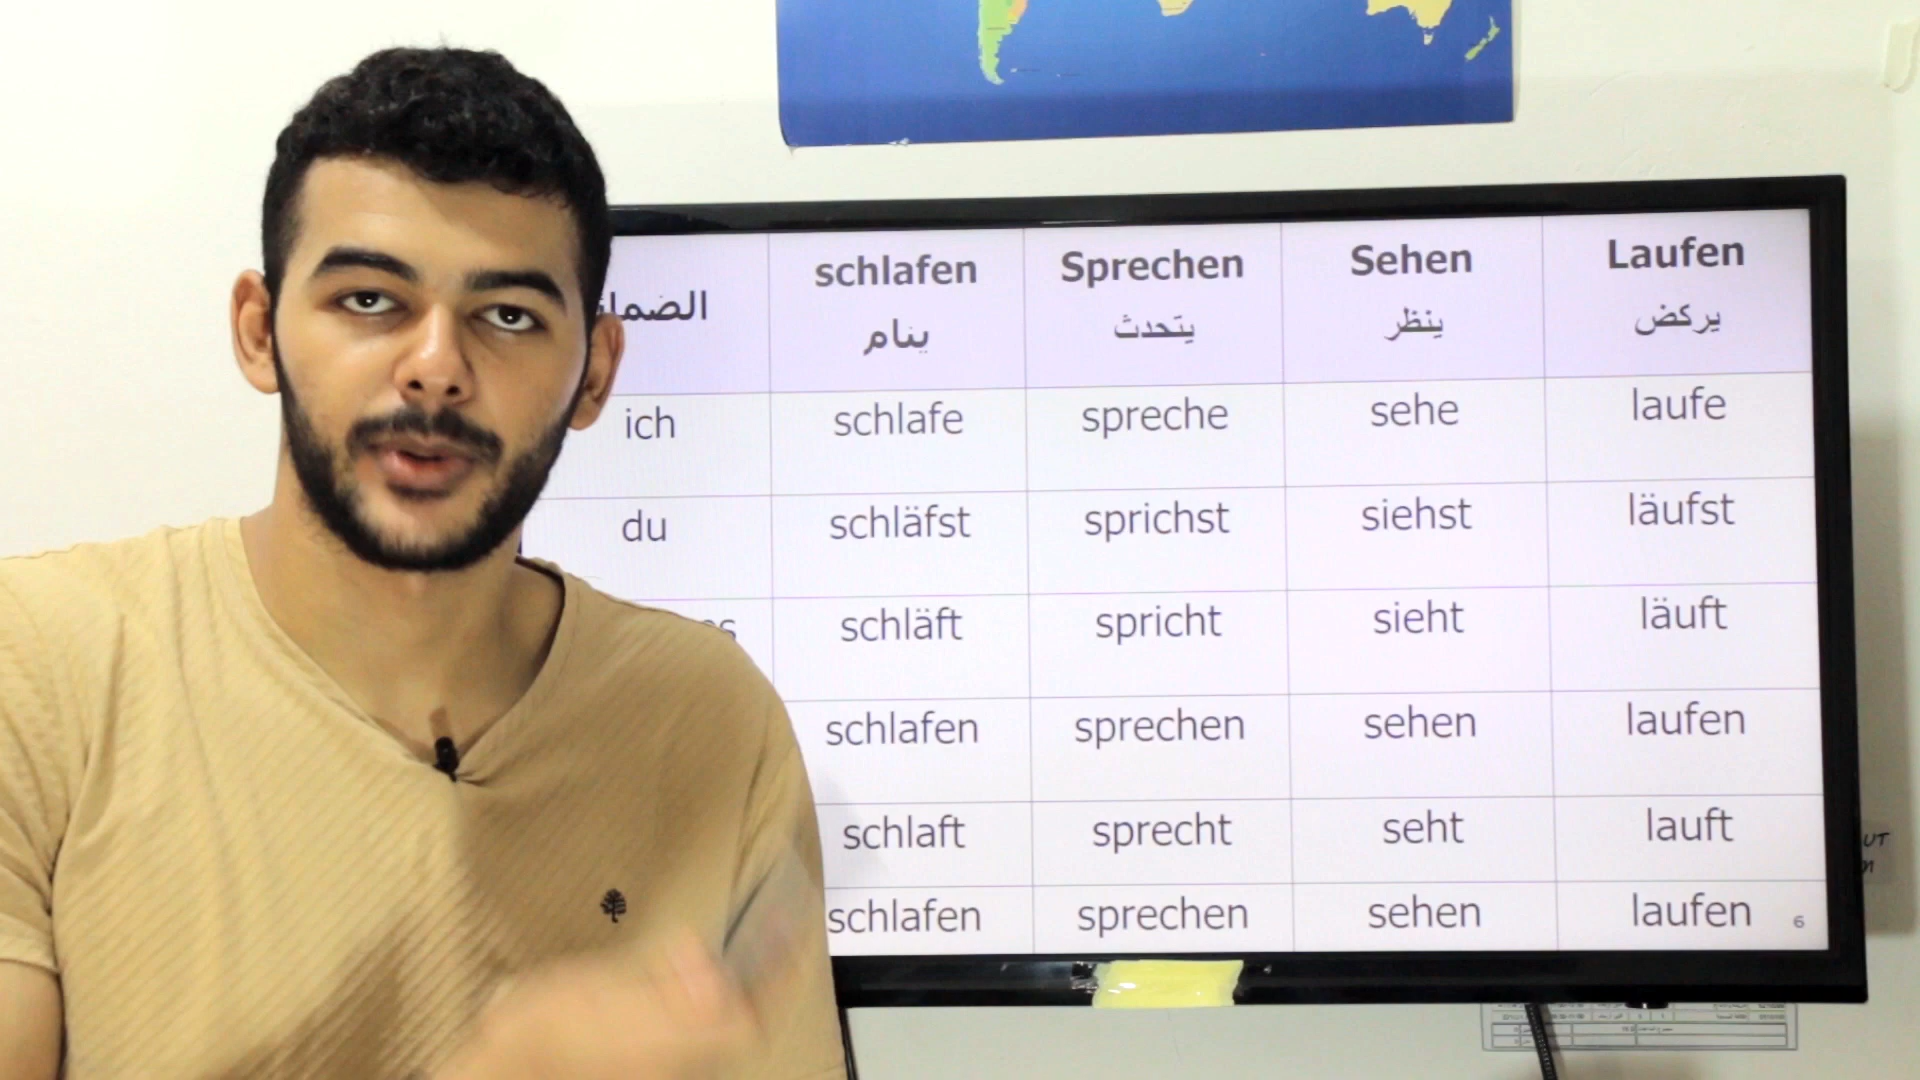 schlafen
Sprechen
Sehen
Laufen
ينام
يتحدث
ينظر
يركض
ich
schlafe
spreche
sehe
laufe
du
schläfst
sprichst
siehst
läufst
es
schläft
spricht
sieht
läuft
schlafen
sprechen
sehen
laufen
schlaft
sprecht
seht
lauft
schlafen
sprechen
sehen
laufen
6